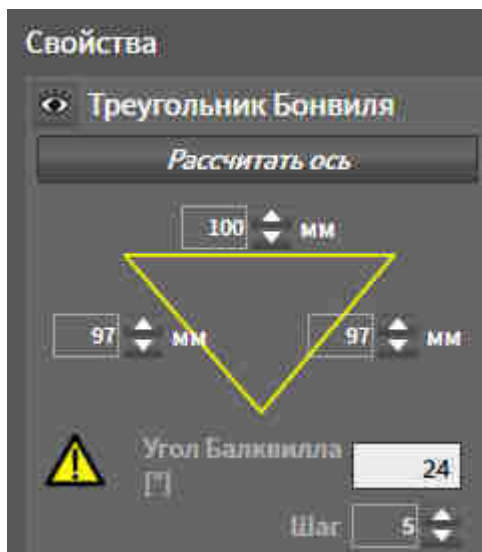 Свойства
Треугольник Бонвиля
Рассчитать ось
100 мм
97 мм 97 мм
Угол Балквилла
[°] 24
Шаг 5